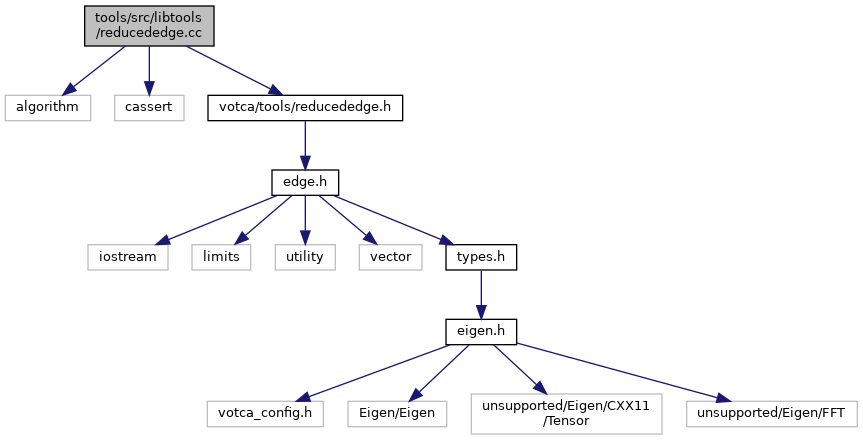 tools/src/libtools
/reducededge.cc
algorithm
cassert
votca/tools/reducededge.h
edge.h
iostream
limits
utility
vector
types.h
eigen.h
votca_config.h
Eigen/Eigen
unsupported/Eigen/CXX11
/Tensor
unsupported/Eigen/FFT